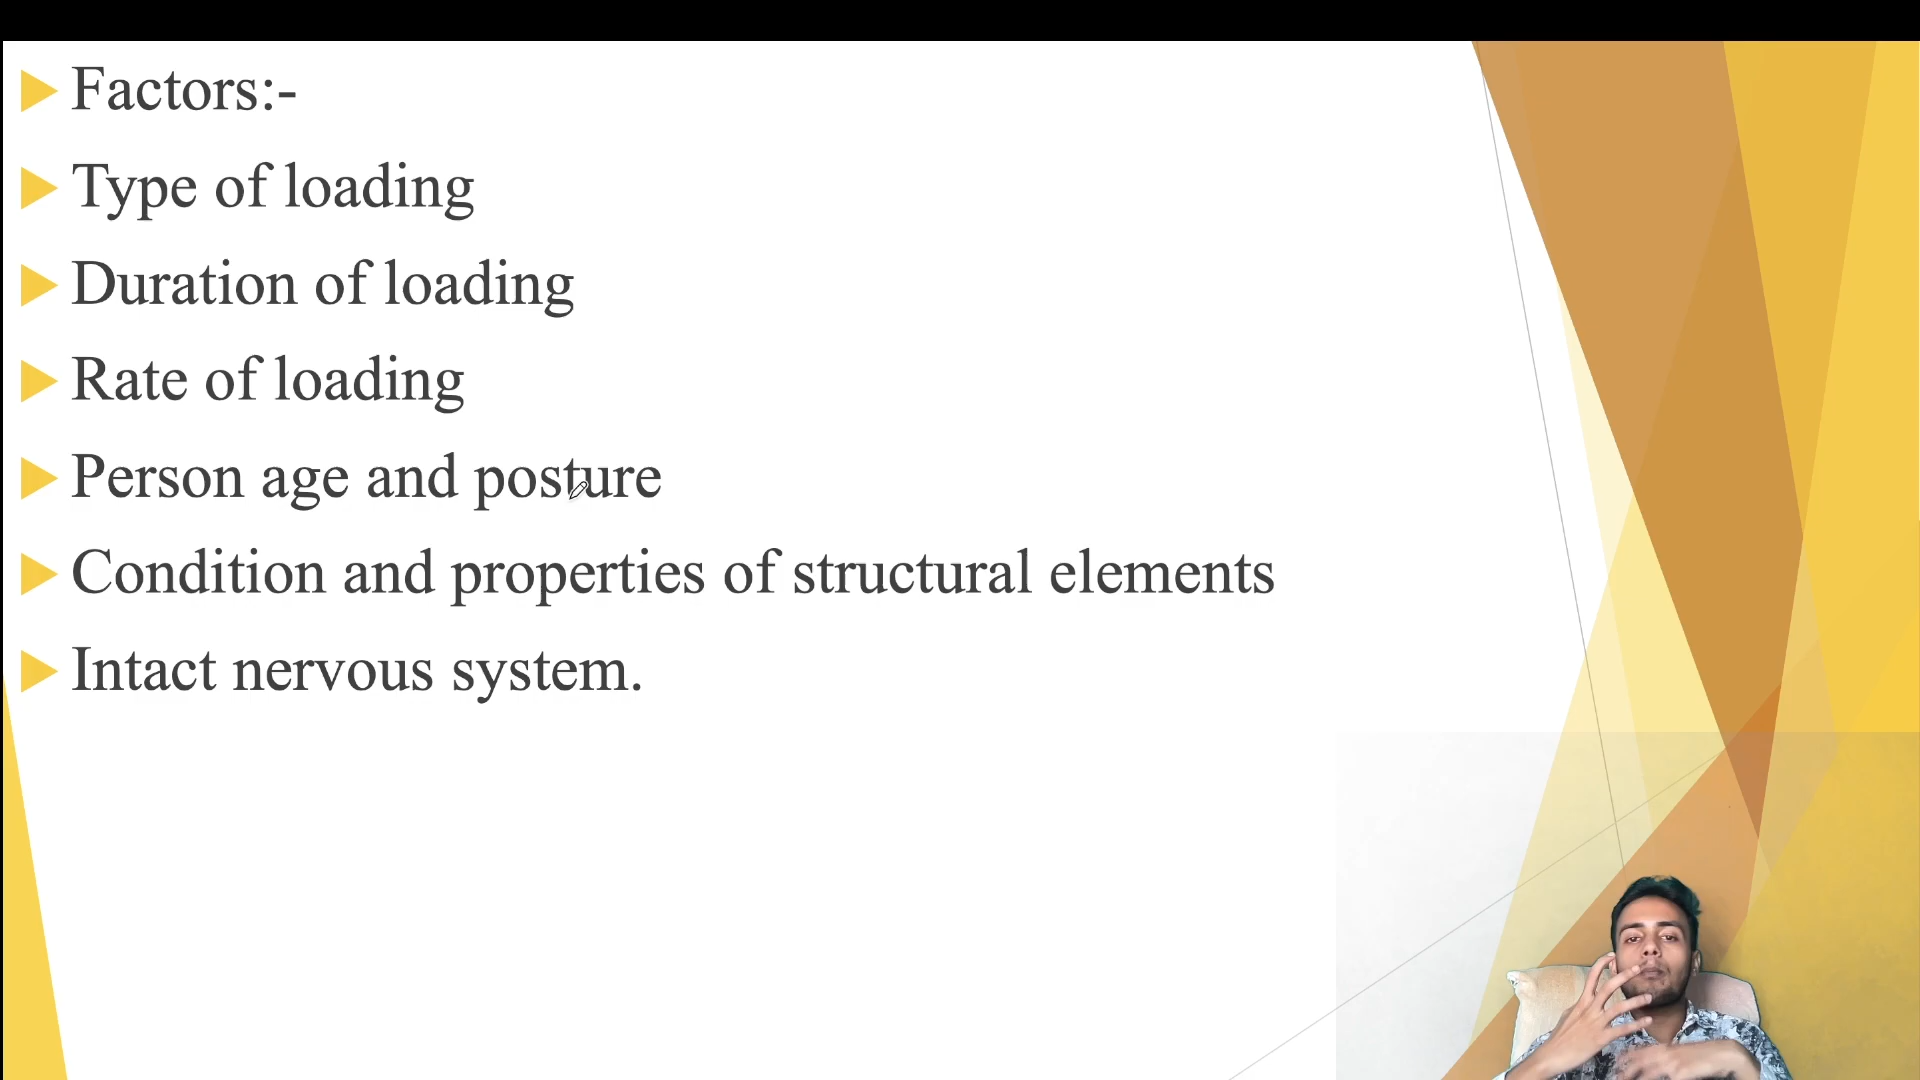 Factors:-
Type of loading
Duration of loading
Rate of loading
Person age and posture
Condition and properties of structural elements
Intact nervous system.